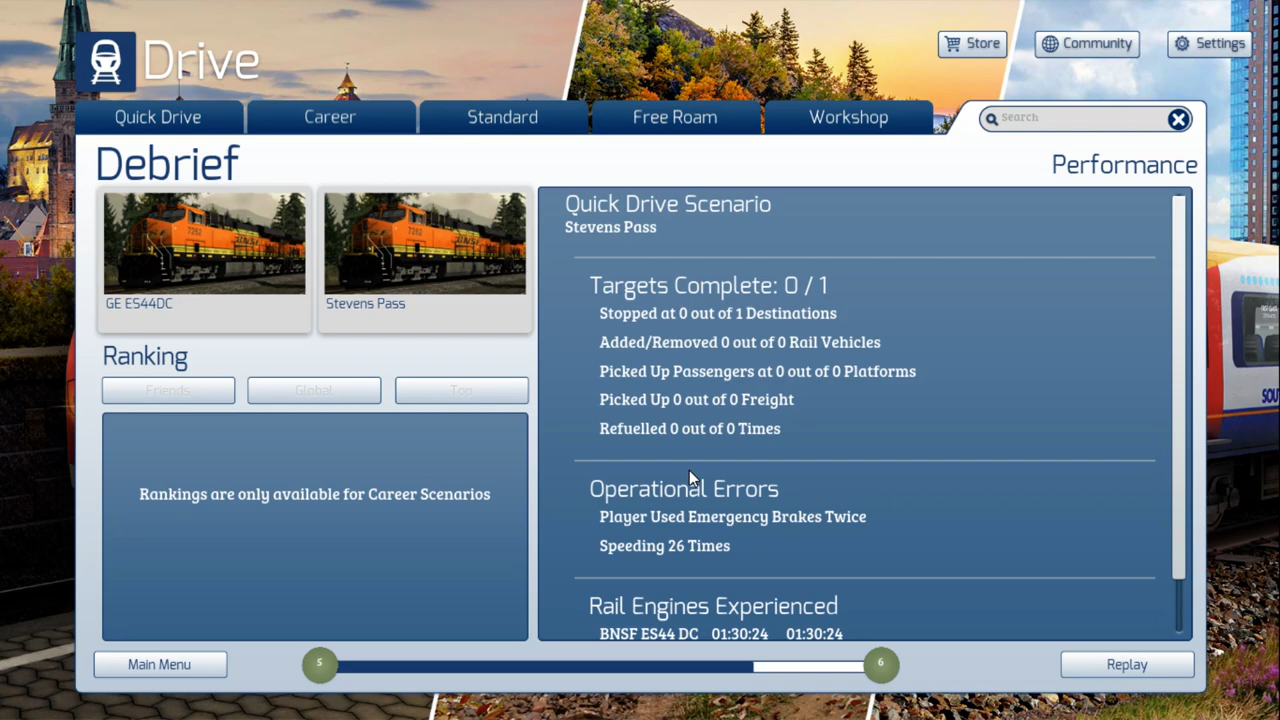 Drive
Store
Community
Settings
Quick Drive
Career
Standard
Free Roam
Workshop
Search
Debrief
Performance
GE ES44DC
Stevens Pass
Ranking
Friends
Global
Top
Rankings are only available for Career Scenarios
Quick Drive Scenario
Stevens Pass
Targets Complete: 0 / 1
Stopped at 0 out of 1 Destinations
Added/Removed 0 out of 0 Rail Vehicles
Picked Up Passengers at 0 out of 0 Platforms
Picked Up 0 out of 0 Freight
Refuelled 0 out of 0 Times
Operational Errors
Player Used Emergency Brakes Twice
Speeding 26 Times
Rail Engines Experienced
BNSF ES44 DC 01:30:24 01:30:24
Main Menu
5
6
Replay